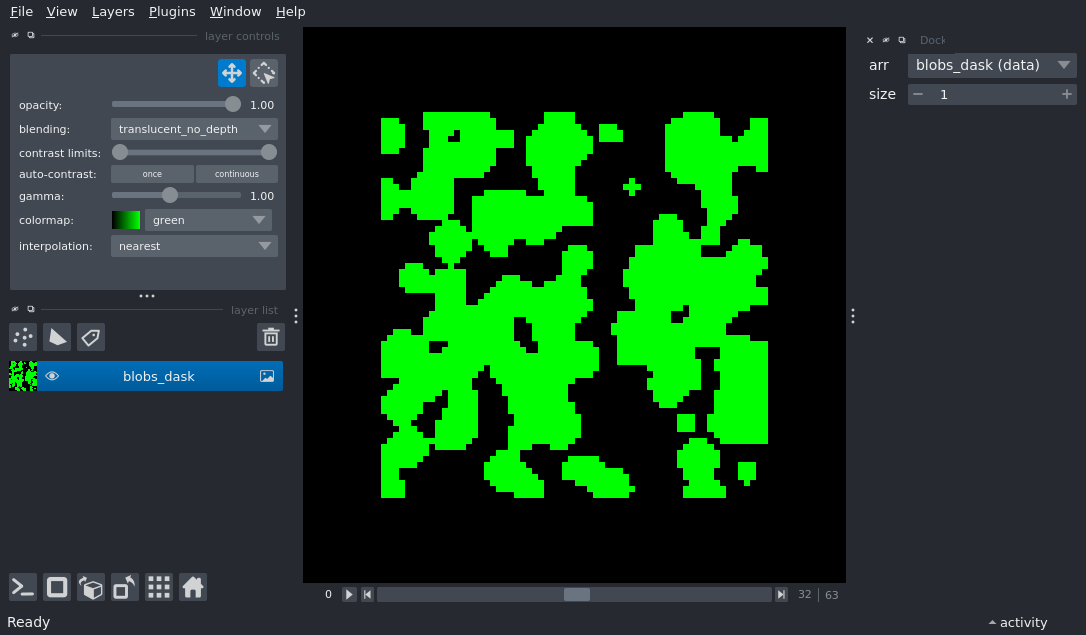 File View Layers Plugins Window Help
layer controls
opacity: 1.00
blending: translucent_no_depth
contrast limits:
auto-contrast: once continuous
gamma: 1.00
colormap: green
interpolation: nearest
layer list
blobs_dask
Dock
arr blobs_dask (data)
size 1
0 32 63
Ready
activity